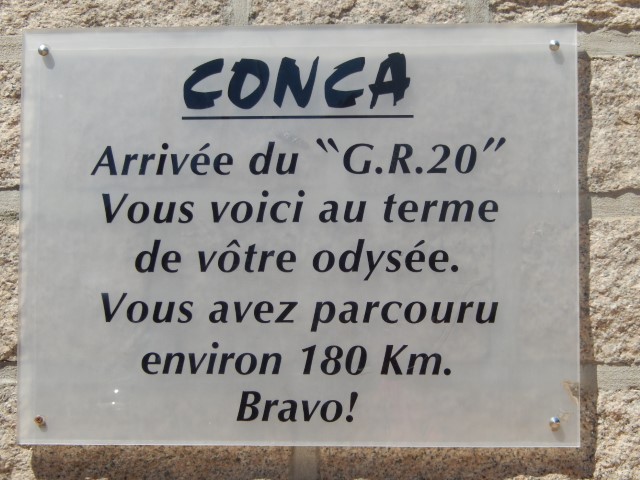 CONCA
Arrivée du "G.R.20"
Vous voici au terme
de vôtre odysée.
Vous avez parcouru
environ 180 Km.
Bravo!